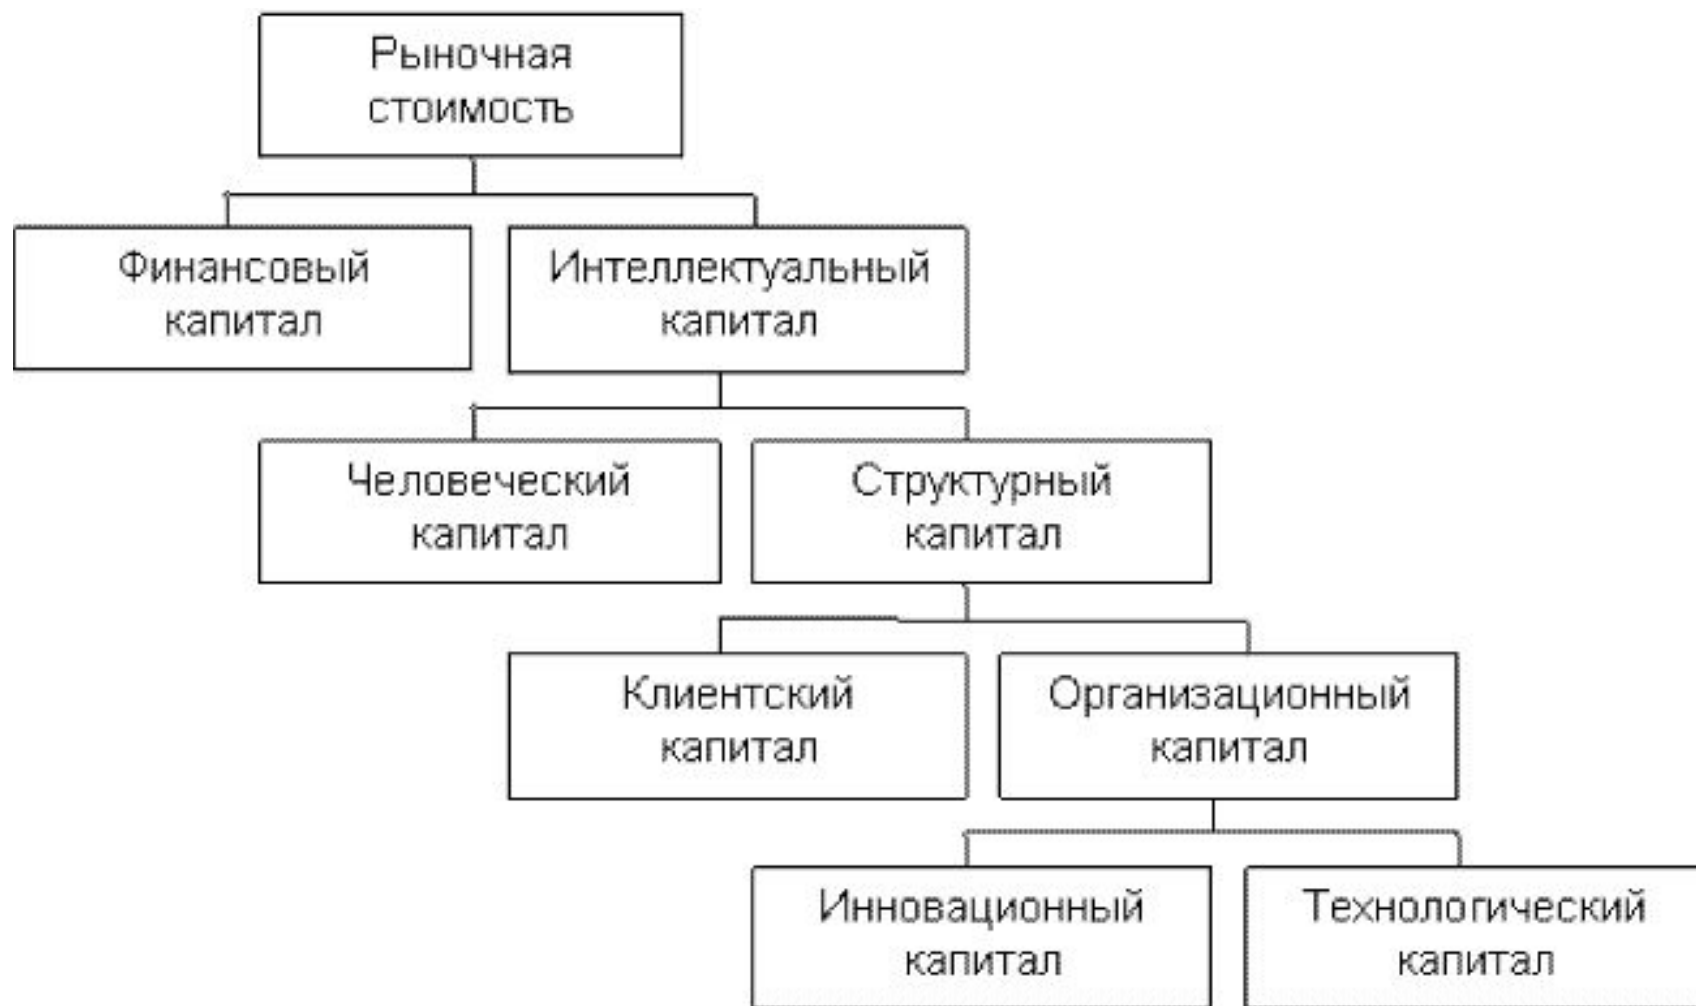 Рыночная
стоимость
Финансовый
капитал
Интеллектуальный
капитал
Человеческий
капитал
Структурный
капитал
Клиентский
капитал
Организационный
капитал
Инновационный
капитал
Технологический
капитал